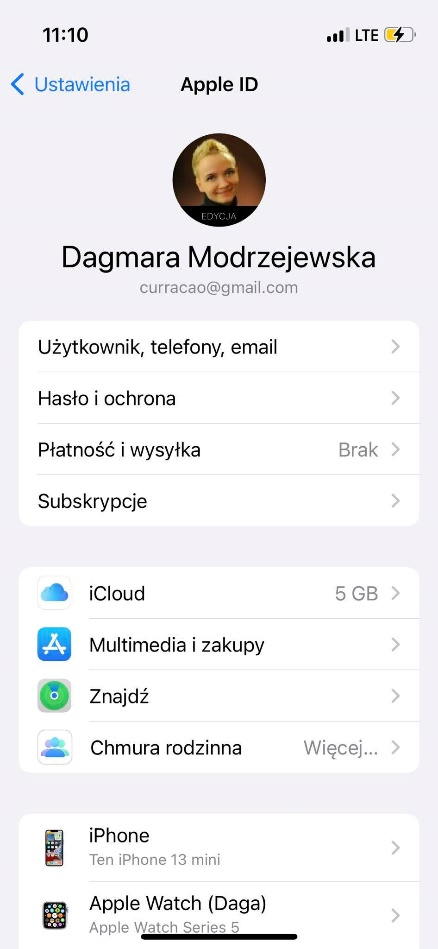 11:10
LTE
Ustawienia
Apple ID
EDYCJA
Dagmara Modrzejewska
curracao@gmail.com
Użytkownik, telefony, email
Hasło i ochrona
Płatność i wysyłka Brak
Subskrypcje
iCloud 5 GB
Multimedia i zakupy
Znajdź
Chmura rodzinna Więcej...
iPhone
Ten iPhone 13 mini
Apple Watch (Daga)
Apple Watch Series 5